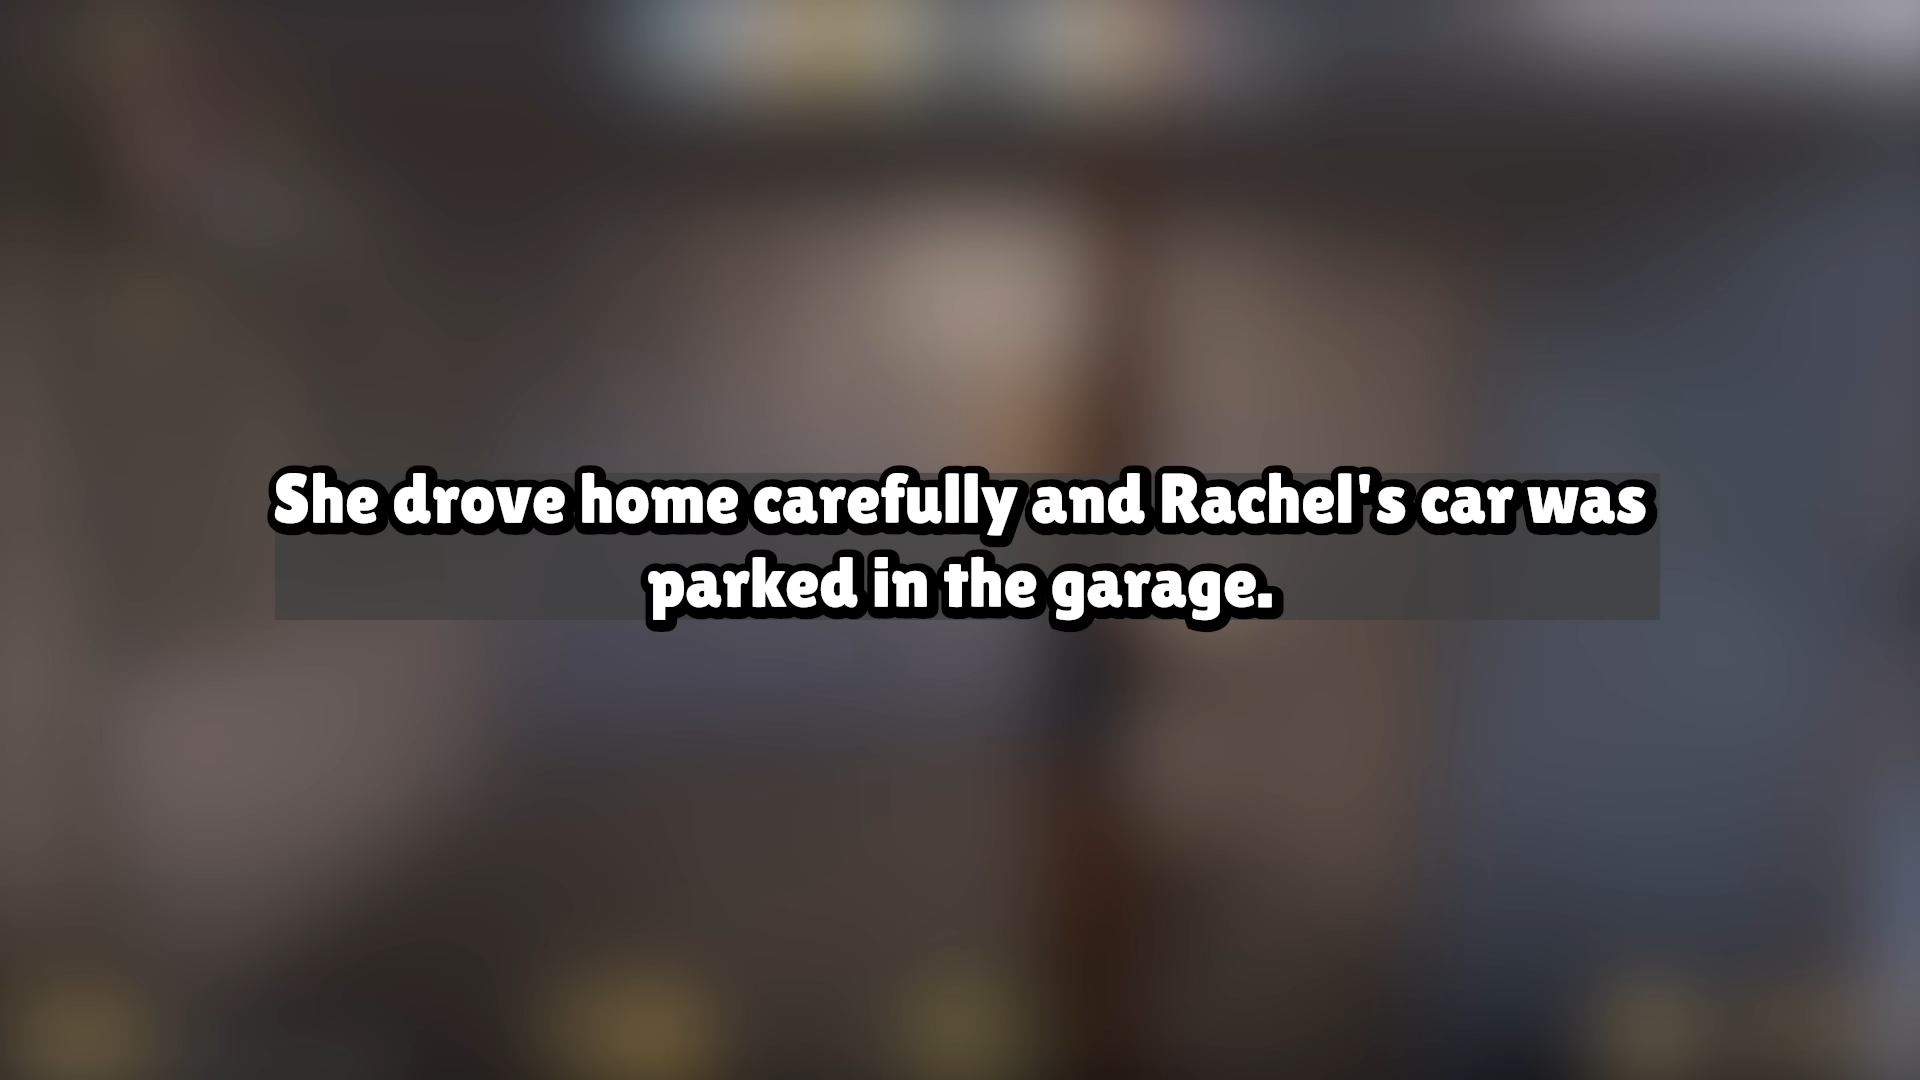 She drove home carefully and Rachel's car was
parked in the garage.